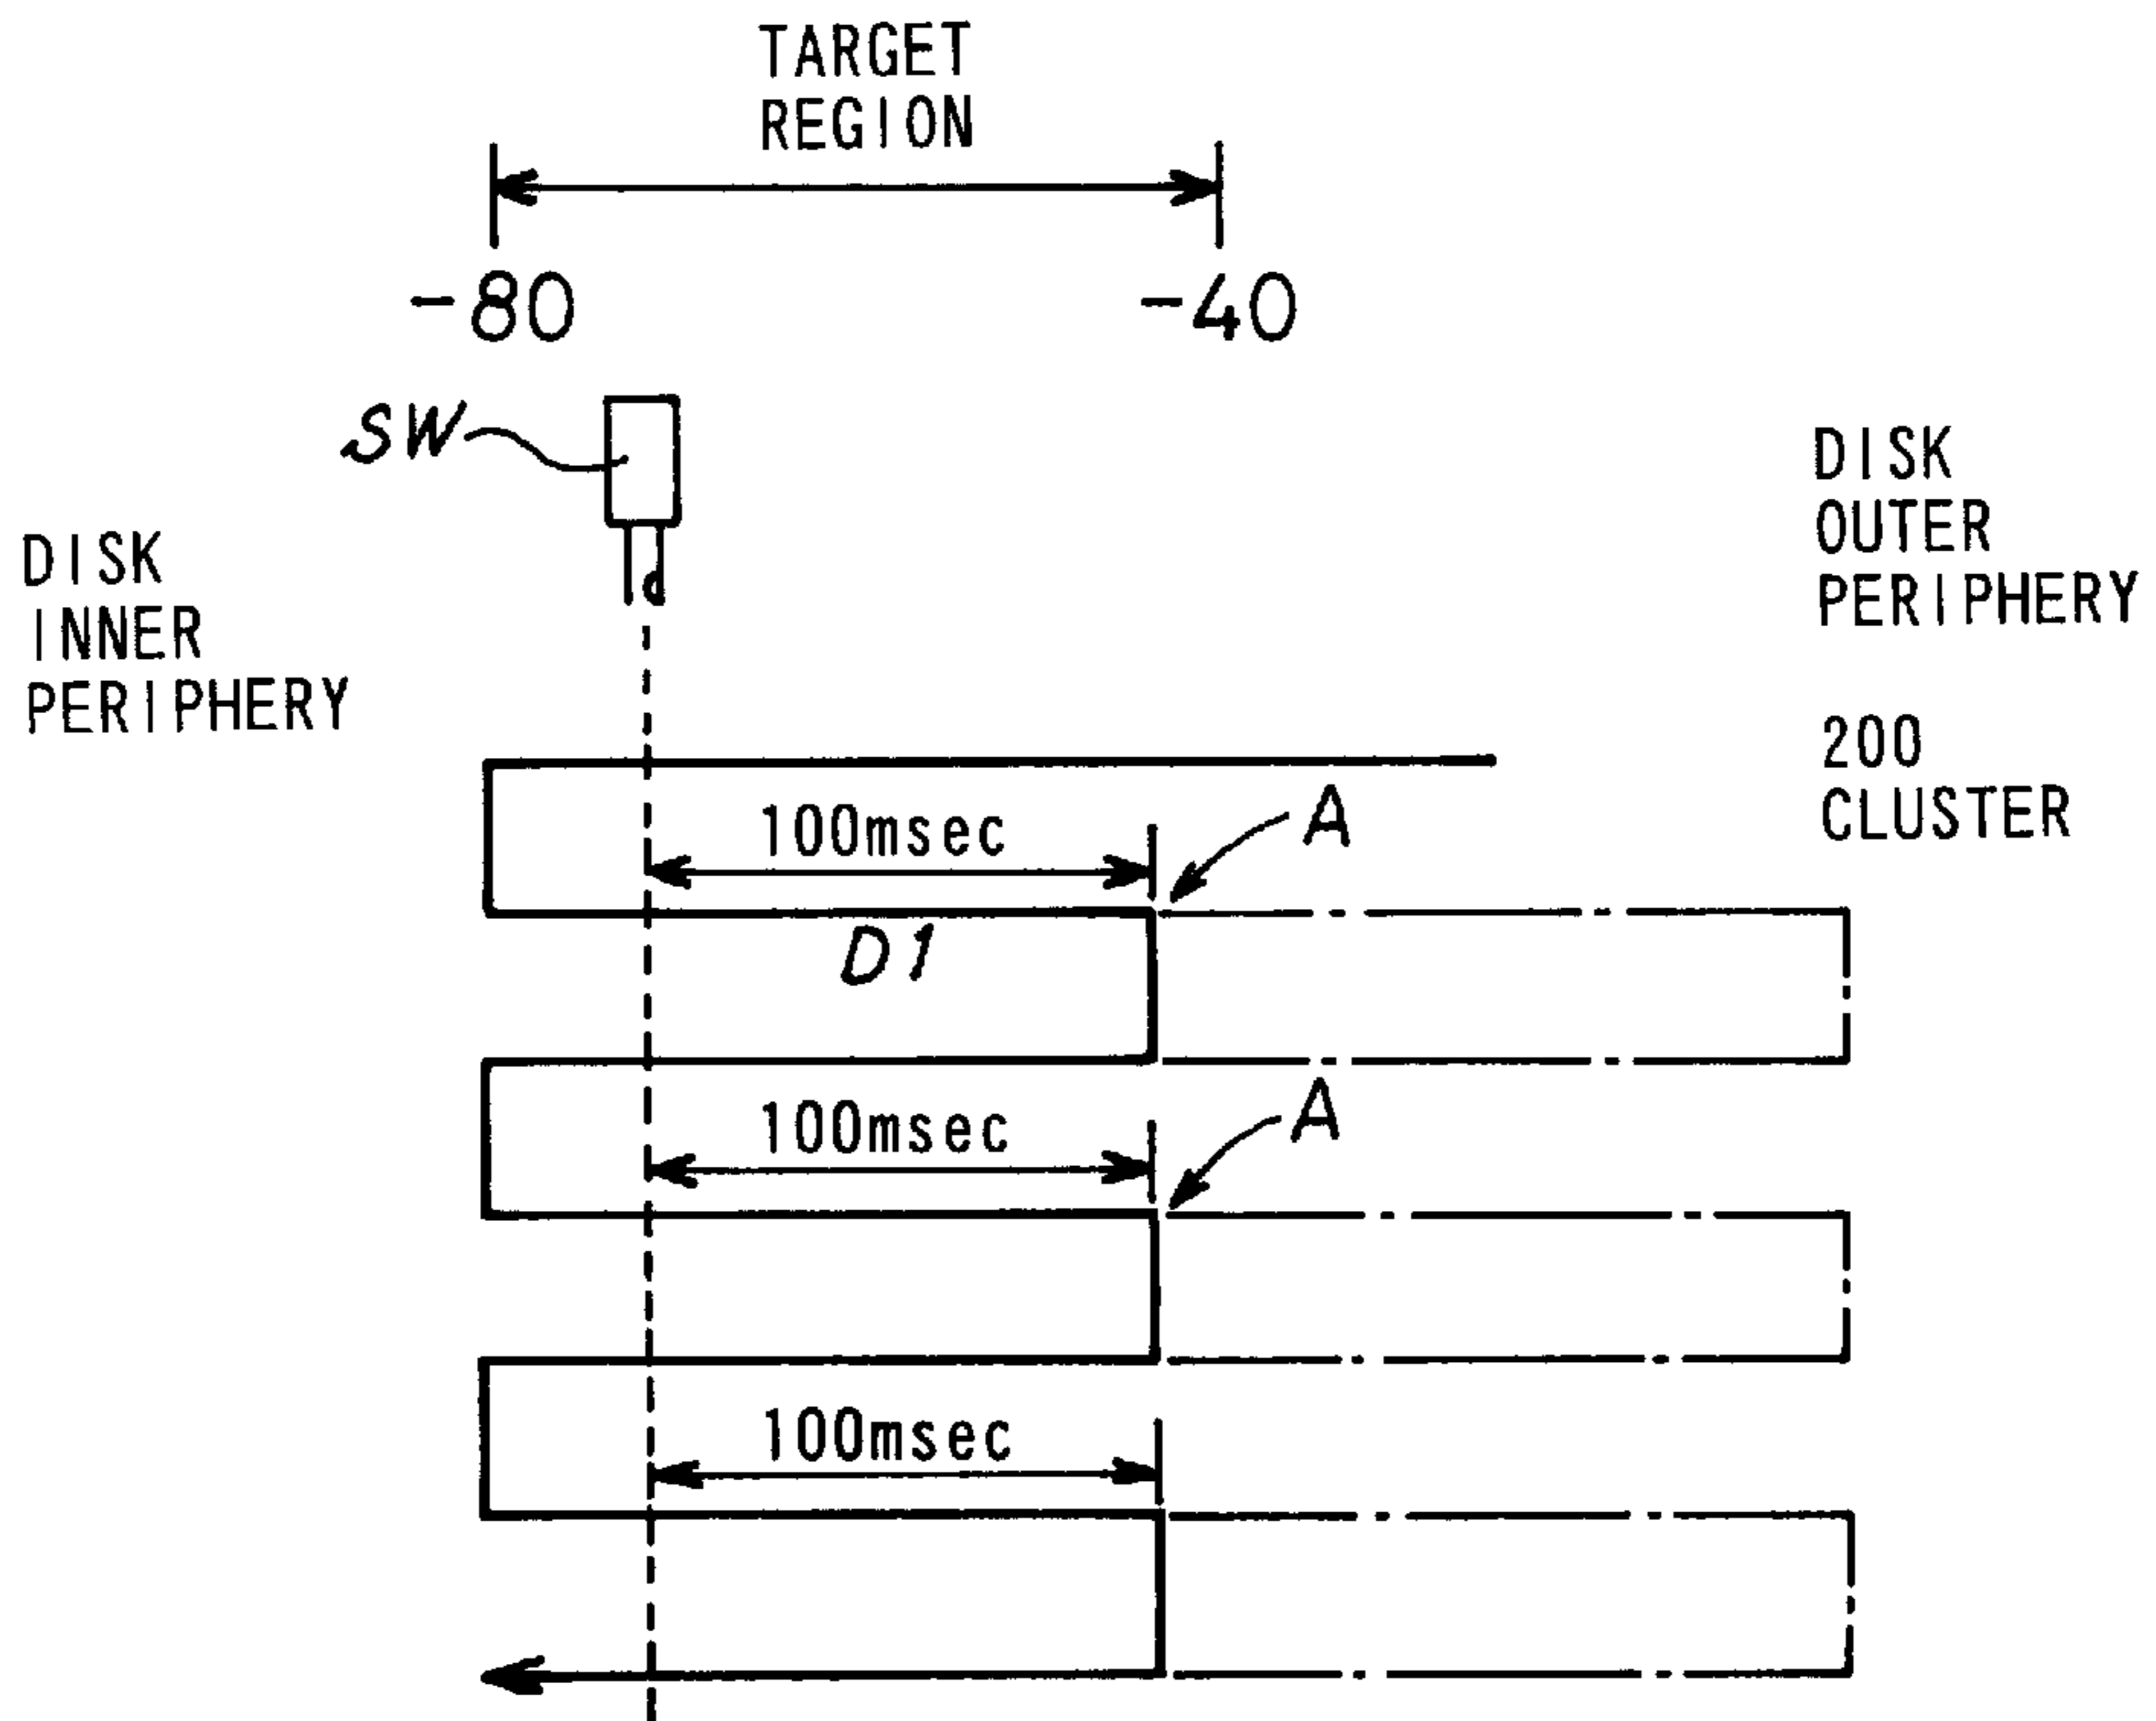 TARGET
REGION
-80
-40
SW
DISK
INNER
PERIPHERY
DISK
OUTER
PERIPHERY
200
CLUSTER
100msec
A
D1
100msec
A
100msec